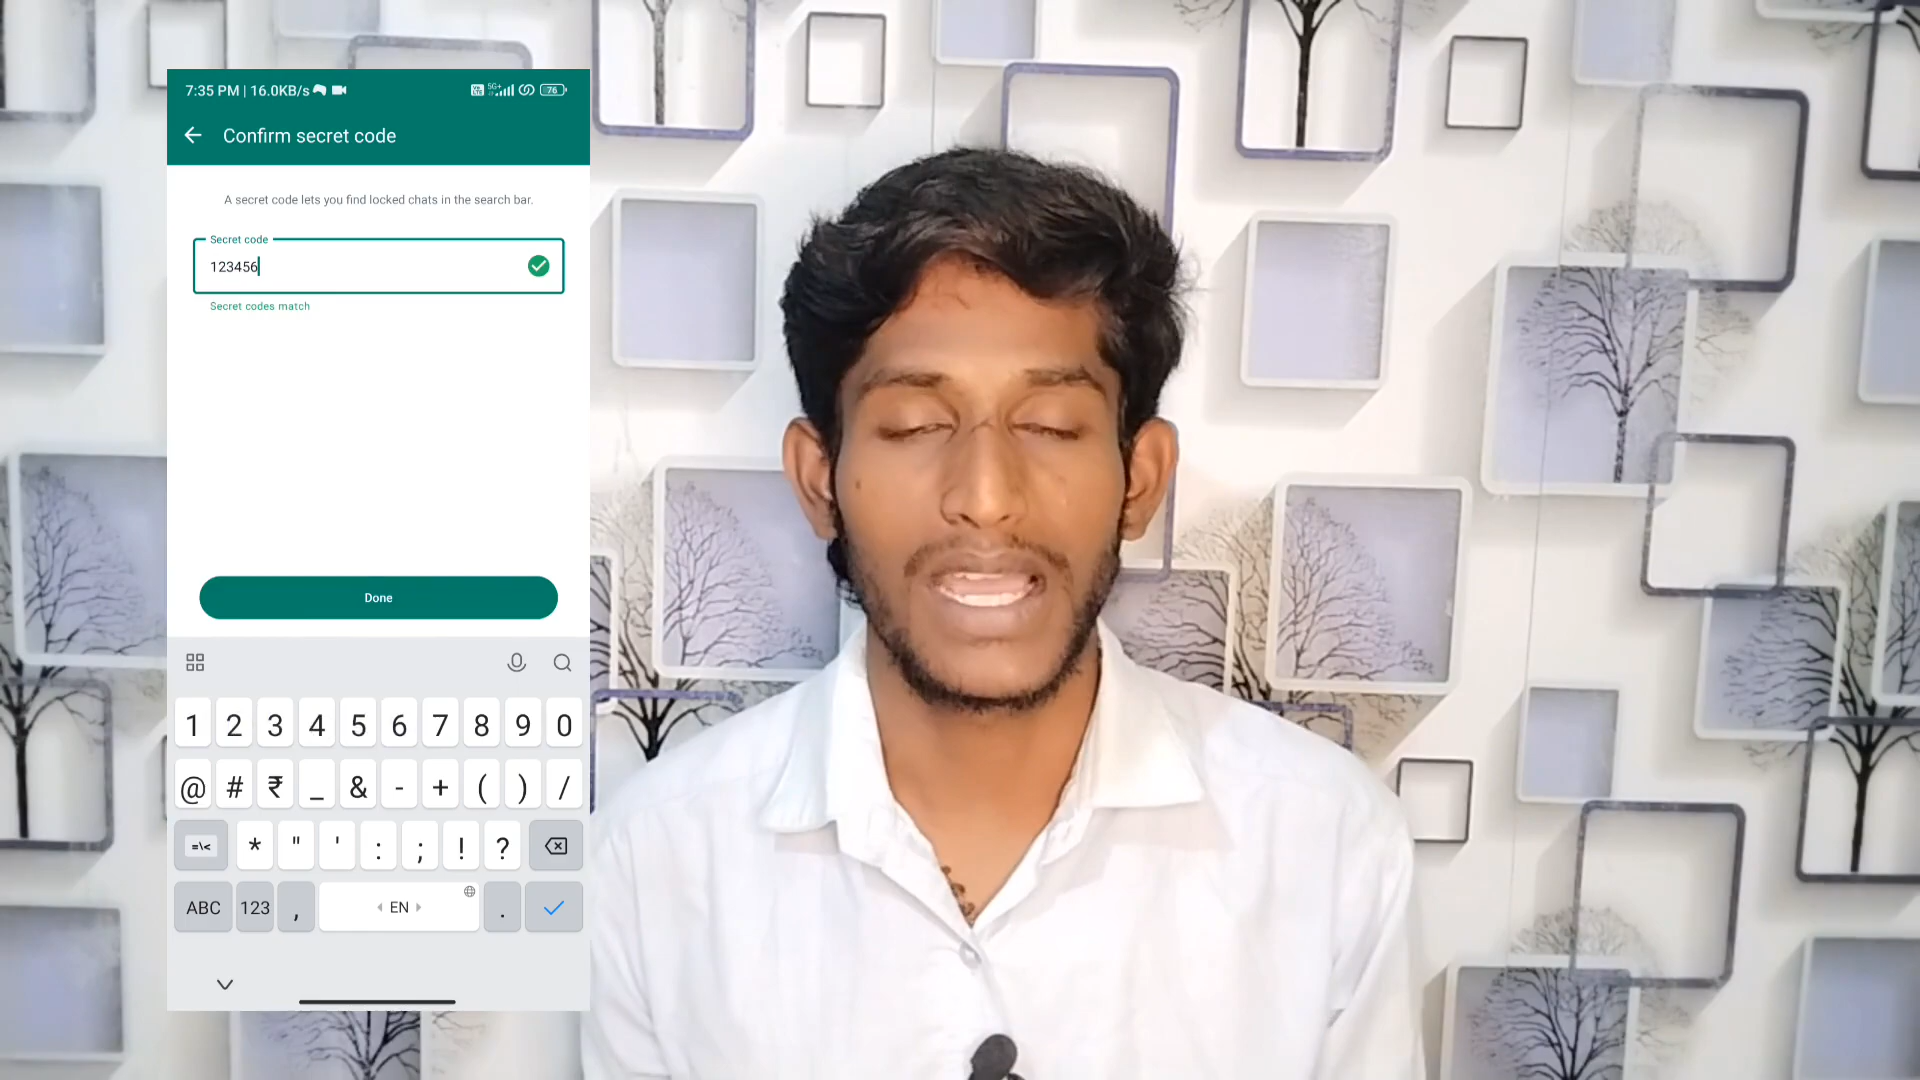 7:35 PM | 16.0KB/s 5G+ 76
Confirm secret code
A secret code lets you find locked chats in the search bar.
Secret code
123456
Secret codes match
Done
1 2 3 4 5 6 7 8 9 0
@ # ₹ _ & - + ( ) /
=\< * " ' : ; ! ?
ABC 123 , EN .